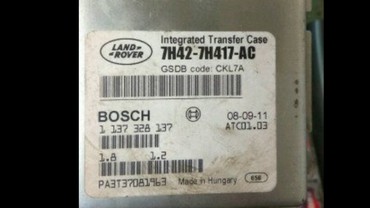 LAND
ROVER
Integrated Transfer Case
7H42-7H417-AC
GSDB code: CKL7A
BOSCH
08-09-11
1 137 328 137
ATC01.03
1.8 1.2
PA3T37081963
Made in Hungary